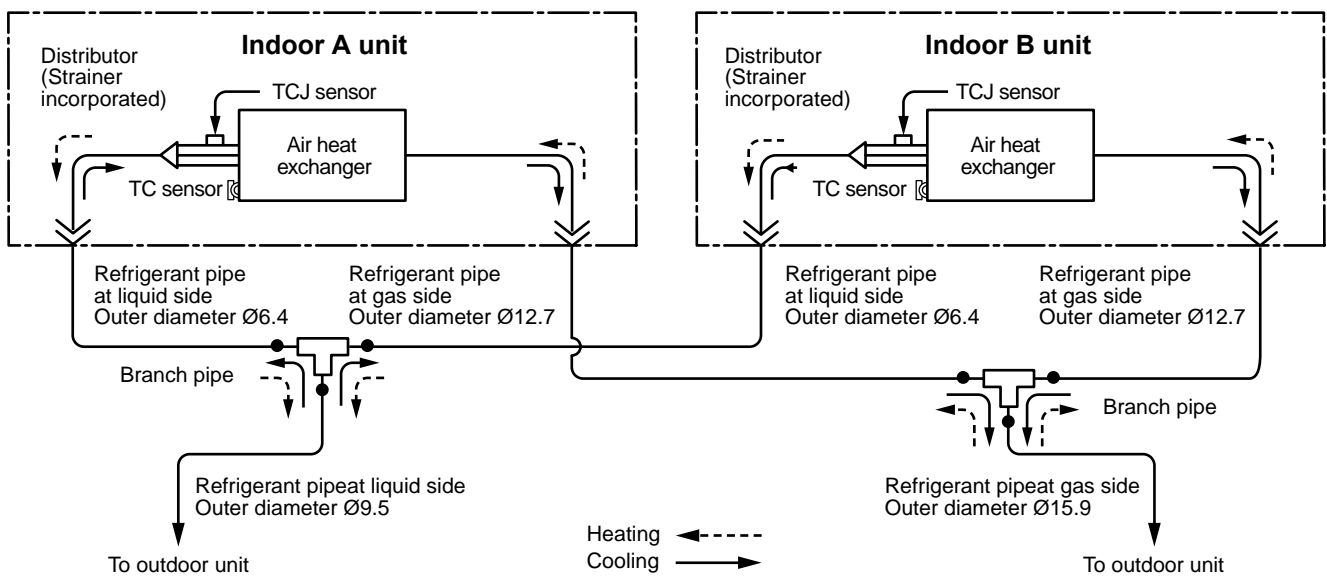 Indoor A unit
Distributor
(Strainer
incorporated)
TCJ sensor
Air heat
exchanger
TC sensor
Indoor B unit
Distributor
(Strainer
incorporated)
TCJ sensor
Air heat
exchanger
TC sensor
Refrigerant pipe
at liquid side
Outer diameter Ø6.4
Refrigerant pipe
at gas side
Outer diameter Ø12.7
Refrigerant pipe
at liquid side
Outer diameter Ø6.4
Refrigerant pipe
at gas side
Outer diameter Ø12.7
Branch pipe
Branch pipe
Refrigerant pipeat liquid side
Outer diameter Ø9.5
Refrigerant pipeat gas side
Outer diameter Ø15.9
Heating
Cooling
To outdoor unit
To outdoor unit